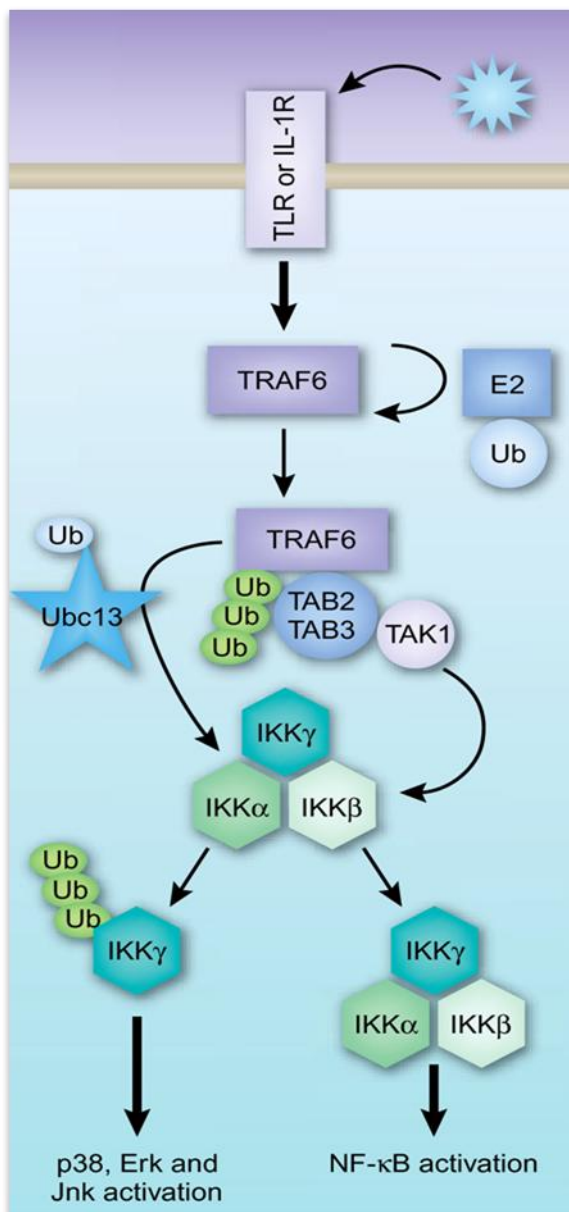 TLR or IL-1R
TRAF6
E2
Ub
TRAF6
Ub
Ubc13
Ub
Ub
Ub
TAB2
TAB3
TAK1
IKKγ
IKKα
IKKβ
Ub
Ub
Ub
IKKγ
IKKγ
IKKα
IKKβ
p38, Erk and
Jnk activation
NF-κB activation